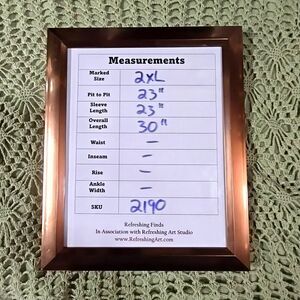 Measurements
Marked Size 2XL
Pit to Pit 23"
Sleeve Length 23"
Overall Length 30"
Waist –
Inseam –
Rise –
Ankle Width –
SKU 2190
Refreshing Finds
In Association with Refreshing Art Studio
www.RefreshingArt.com